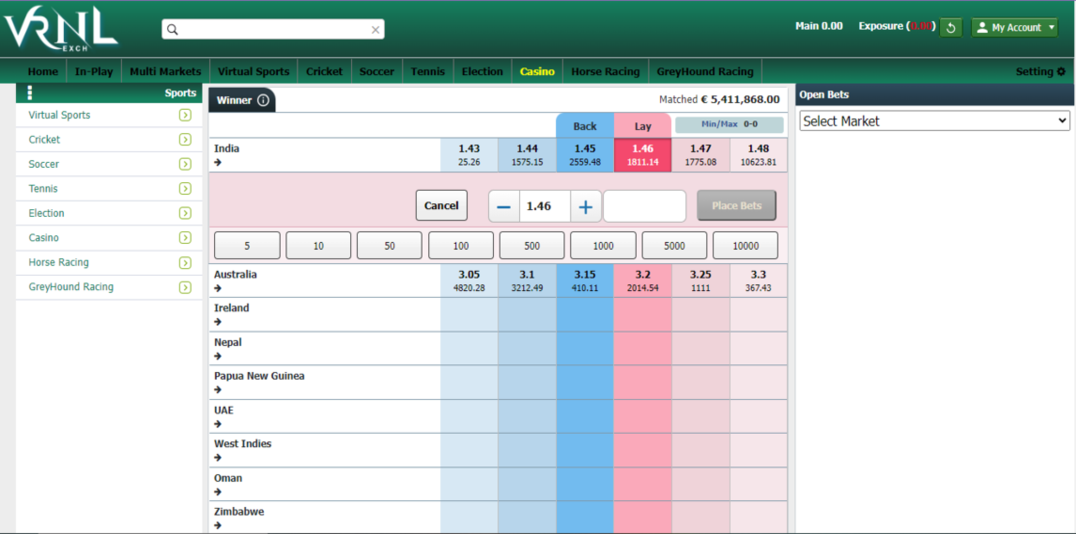 VRNL
EXCH
Main 0.00 Exposure (0.00) My Account
Home In-Play Multi Markets Virtual Sports Cricket Soccer Tennis Election Casino Horse Racing GreyHound Racing Setting
Sports
Virtual Sports
Cricket
Soccer
Tennis
Election
Casino
Horse Racing
GreyHound Racing
Winner Matched € 5,411,868.00
Back Lay Min/Max 0-0
India 1.43 1.44 1.45 1.46 1.47 1.48
25.26 1575.15 2559.48 1811.14 1775.08 10623.81
Cancel 1.46 Place Bets
5 10 50 100 500 1000 5000 10000
Australia 3.05 3.1 3.15 3.2 3.25 3.3
4820.28 3212.49 410.11 2014.54 1111 367.43
Ireland
Nepal
Papua New Guinea
UAE
West Indies
Oman
Zimbabwe
Open Bets
Select Market